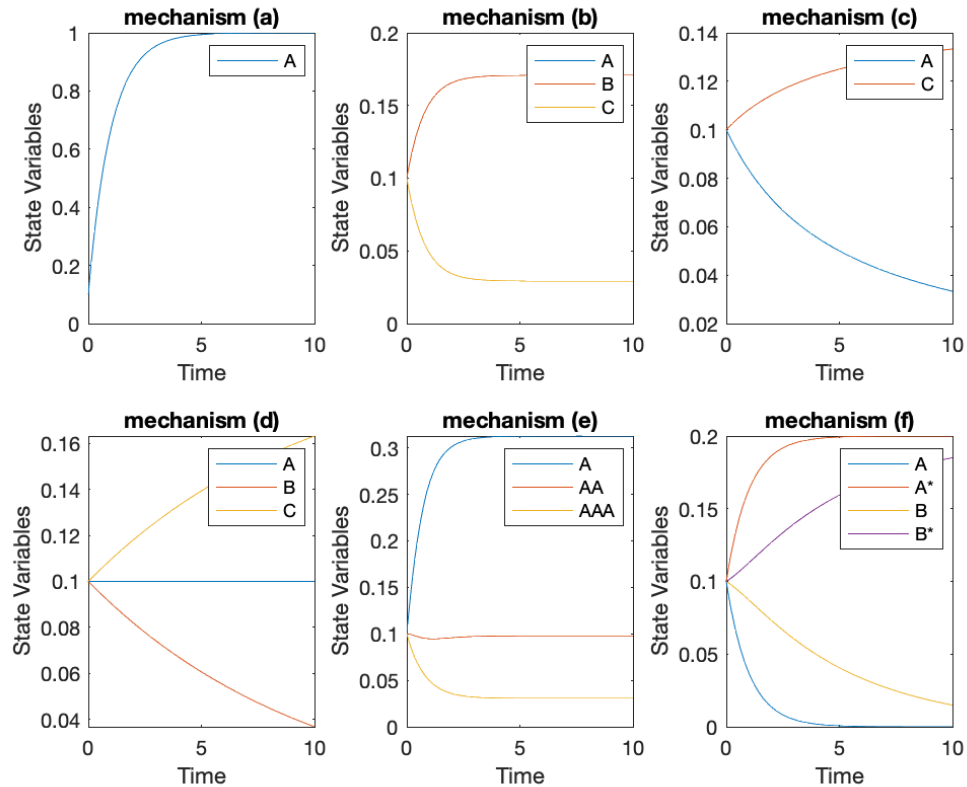 mechanism (a)
1
0.8
0.6
0.4
0.2
0
State Variables
A
0
5
10
Time
mechanism (b)
0.2
0.15
0.1
0.05
0
State Variables
A
B
C
0
5
10
Time
mechanism (c)
0.14
0.12
0.1
0.08
0.06
0.04
0.02
State Variables
A
C
0
5
10
Time
mechanism (d)
0.16
0.14
0.12
0.1
0.08
0.06
0.04
State Variables
A
B
C
0
5
10
Time
mechanism (e)
0.3
0.25
0.2
0.15
0.1
0.05
0
State Variables
A
AA
AAA
0
5
10
Time
mechanism (f)
0.2
0.15
0.1
0.05
0
State Variables
A
A*
B
B*
0
5
10
Time